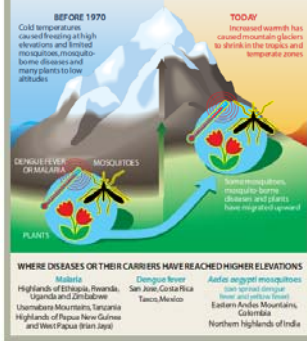 BEFORE 1970
Cold temperatures
caused freezing at high
elevations and limited
mosquitoes, mosquito-
borne diseases and
many plants to low
altitudes
TODAY
Increased warmth has
caused mountain glaciers
to shrink in the tropics and
temperate zones
DENGUE FEVER
OR MALARIA
MOSQUITOES
PLANTS
Some mosquitoes,
mosquito-borne
diseases and plants
have migrated upward
WHERE DISEASES OR THEIR CARRIERS HAVE REACHED HIGHER ELEVATIONS
Malaria
Highlands of Ethiopia, Rwanda,
Uganda and Zimbabwe
Usamabara Mountains, Tanzania
Highlands of Papua New Guinea
and West Papua (Irian Jaya)
Dengue fever
San Jose, Costa Rica
Taxco, Mexico
Aedes aegypti mosquitoes
(can spread dengue
fever and yellow fever)
Eastern Andes Mountains,
Colombia
Northern highlands of India